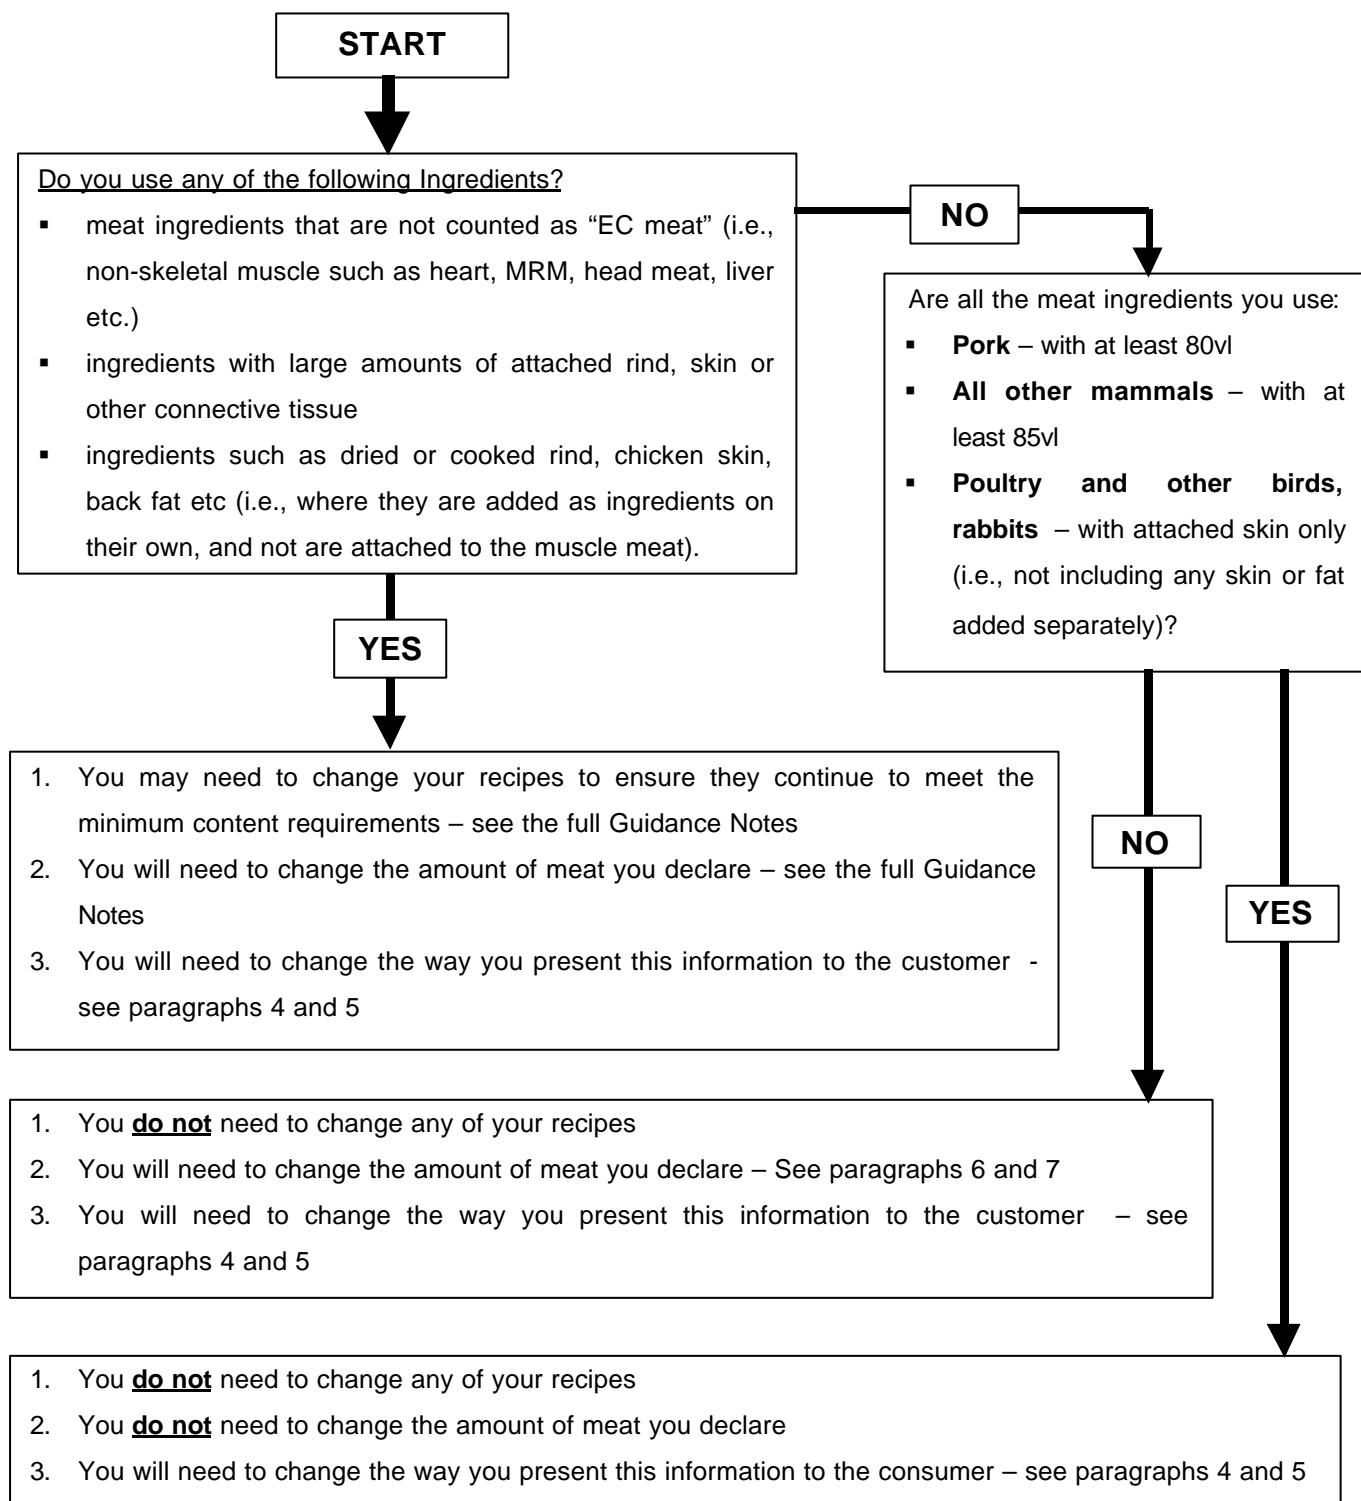 START
Do you use any of the following Ingredients?
▪ meat ingredients that are not counted as “EC meat” (i.e.,
non-skeletal muscle such as heart, MRM, head meat, liver
etc.)
▪ ingredients with large amounts of attached rind, skin or
other connective tissue
▪ ingredients such as dried or cooked rind, chicken skin,
back fat etc (i.e., where they are added as ingredients on
their own, and not are attached to the muscle meat).
NO
Are all the meat ingredients you use:
▪ Pork – with at least 80vl
▪ All other mammals – with at
least 85vl
▪ Poultry and other birds,
rabbits – with attached skin only
(i.e., not including any skin or fat
added separately)?
YES
1. You may need to change your recipes to ensure they continue to meet the
minimum content requirements – see the full Guidance Notes
2. You will need to change the amount of meat you declare – see the full Guidance
Notes
3. You will need to change the way you present this information to the customer -
see paragraphs 4 and 5
NO
YES
1. You do not need to change any of your recipes
2. You will need to change the amount of meat you declare – See paragraphs 6 and 7
3. You will need to change the way you present this information to the customer – see
paragraphs 4 and 5
1. You do not need to change any of your recipes
2. You do not need to change the amount of meat you declare
3. You will need to change the way you present this information to the consumer – see paragraphs 4 and 5